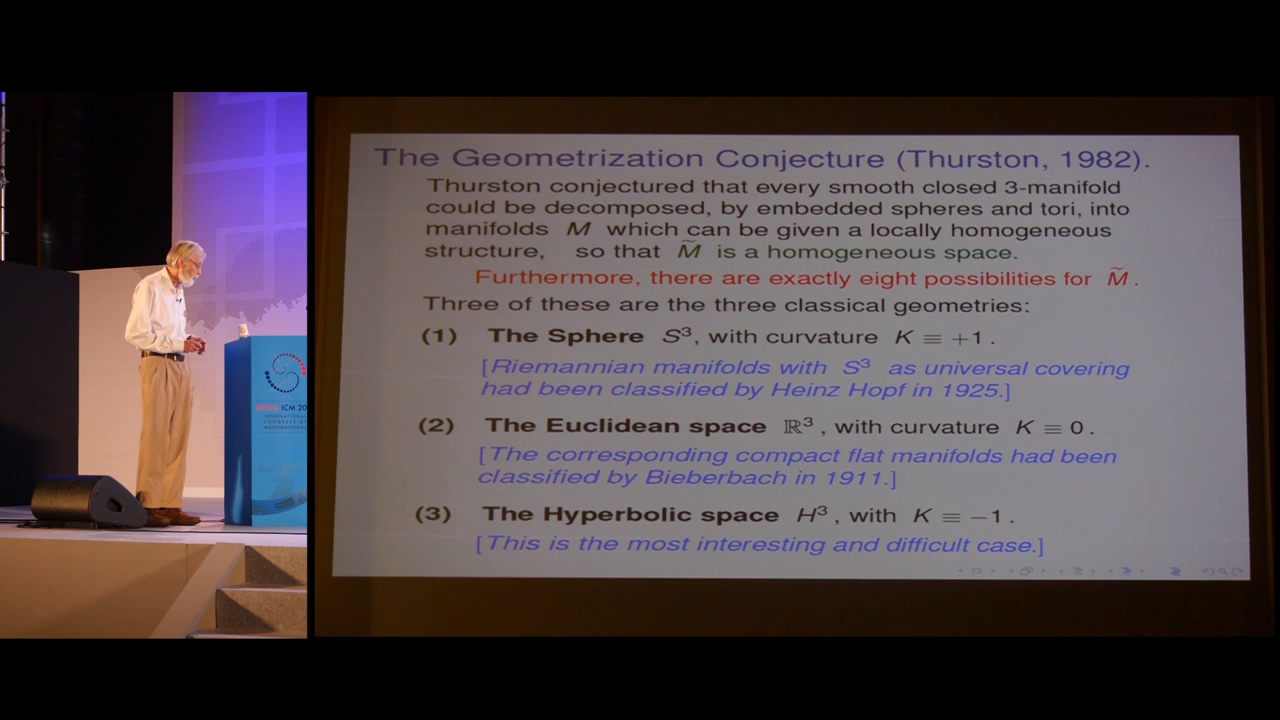 The Geometrization Conjecture (Thurston, 1982).
Thurston conjectured that every smooth closed 3-manifold
could be decomposed, by embedded spheres and tori, into
manifolds M which can be given a locally homogeneous
structure, so that M̃ is a homogeneous space.
Furthermore, there are exactly eight possibilities for M̃.
Three of these are the three classical geometries:
(1) The Sphere S³, with curvature K ≡ +1.
[Riemannian manifolds with S³ as universal covering
had been classified by Heinz Hopf in 1925.]
(2) The Euclidean space ℝ³, with curvature K ≡ 0.
[The corresponding compact flat manifolds had been
classified by Bieberbach in 1911.]
(3) The Hyperbolic space H³, with K ≡ −1.
[This is the most interesting and difficult case.]
ICM 20
INTERNATIONAL
CONGRESS OF
MATHEMATICIANS